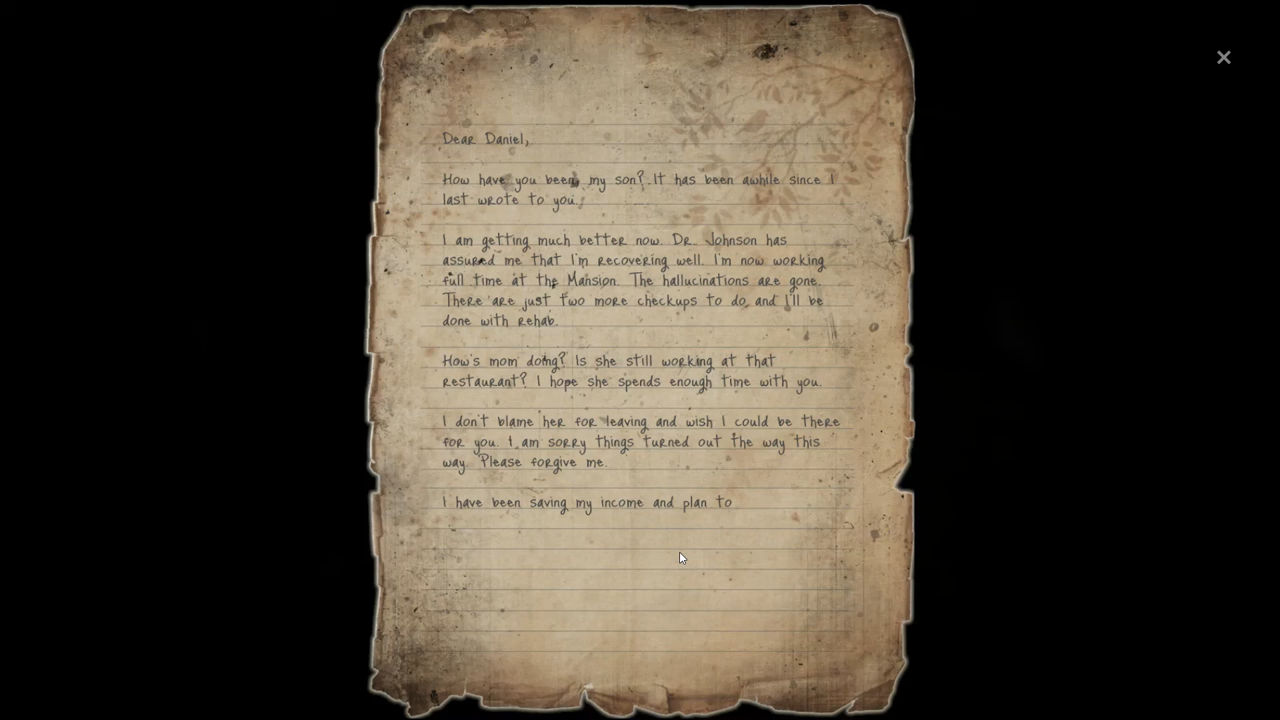 Dear Daniel,
How have you been, my son? It has been awhile since I
last wrote to you.
I am getting much better now. Dr. Johnson has
assured me that I'm recovering well. I'm now working
full time at the Mansion. The hallucinations are gone.
There are just two more checkups to do and I'll be
done with rehab.
How's mom doing? Is she still working at that
restaurant? I hope she spends enough time with you.
I don't blame her for leaving and wish I could be there
for you. I am sorry things turned out the way this
way. Please forgive me.
I have been saving my income and plan to